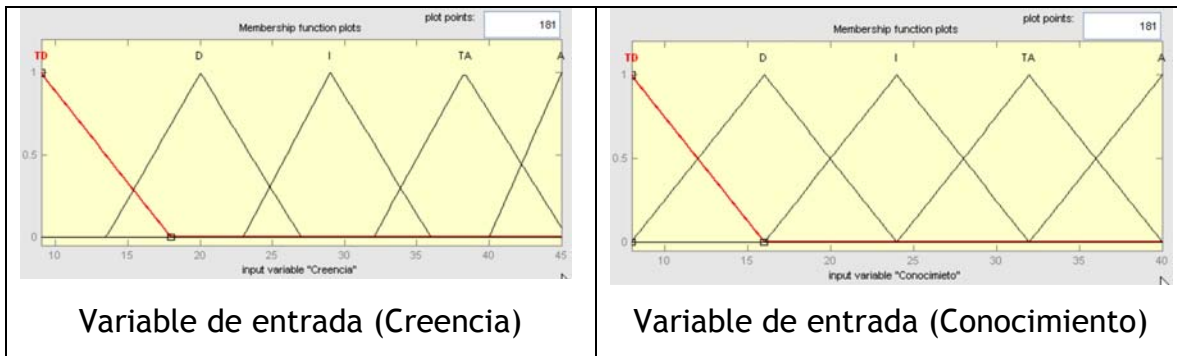 plot points:
181
Membership function plots
TD D I TA A
1
0.5
0
10 15 20 25 30 35 40 45
input variable "Creencia"
Variable de entrada (Creencia)
plot points:
181
Membership function plots
TD D I TA A
1
0.5
0
10 15 20 25 30 35 40
input variable "Conocimieto"
Variable de entrada (Conocimiento)